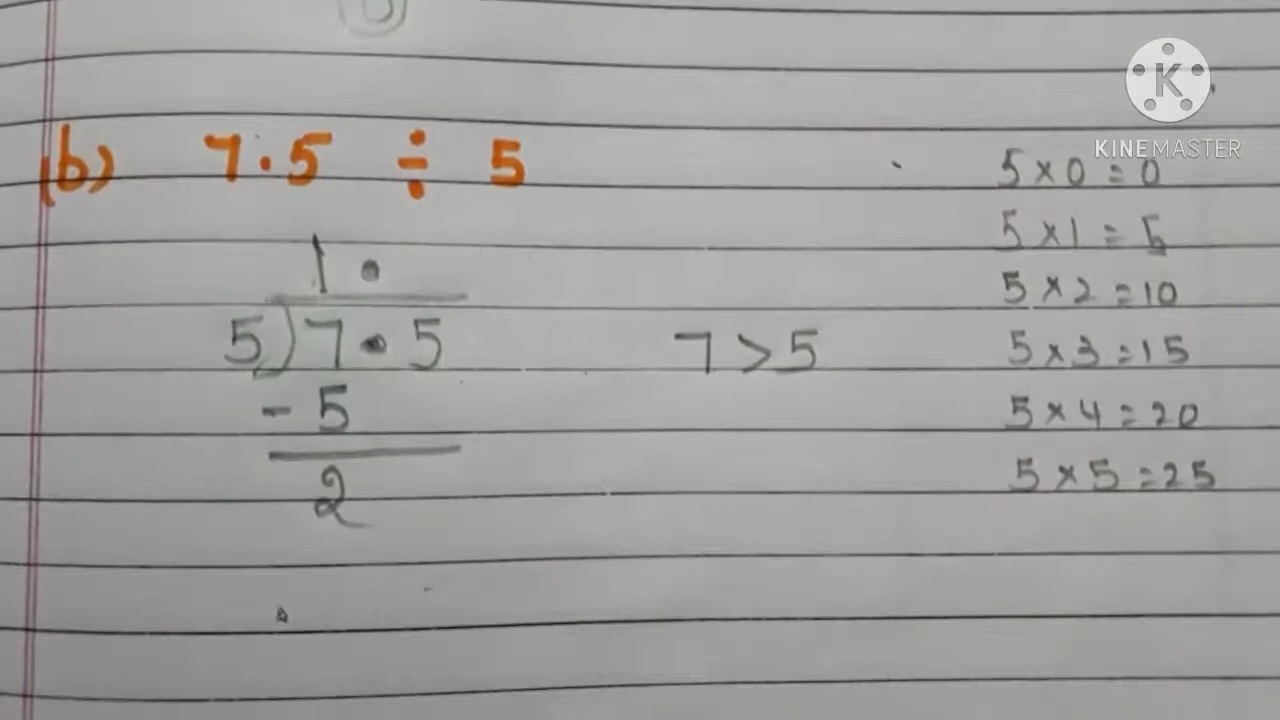 K
KINEMASTER
(b) 7.5 ÷ 5
5 × 0 = 0
5 × 1 = 5
5 × 2 = 10
5 × 3 = 15
5 × 4 = 20
5 × 5 = 25
1.
5)7.5
7 > 5
- 5
2